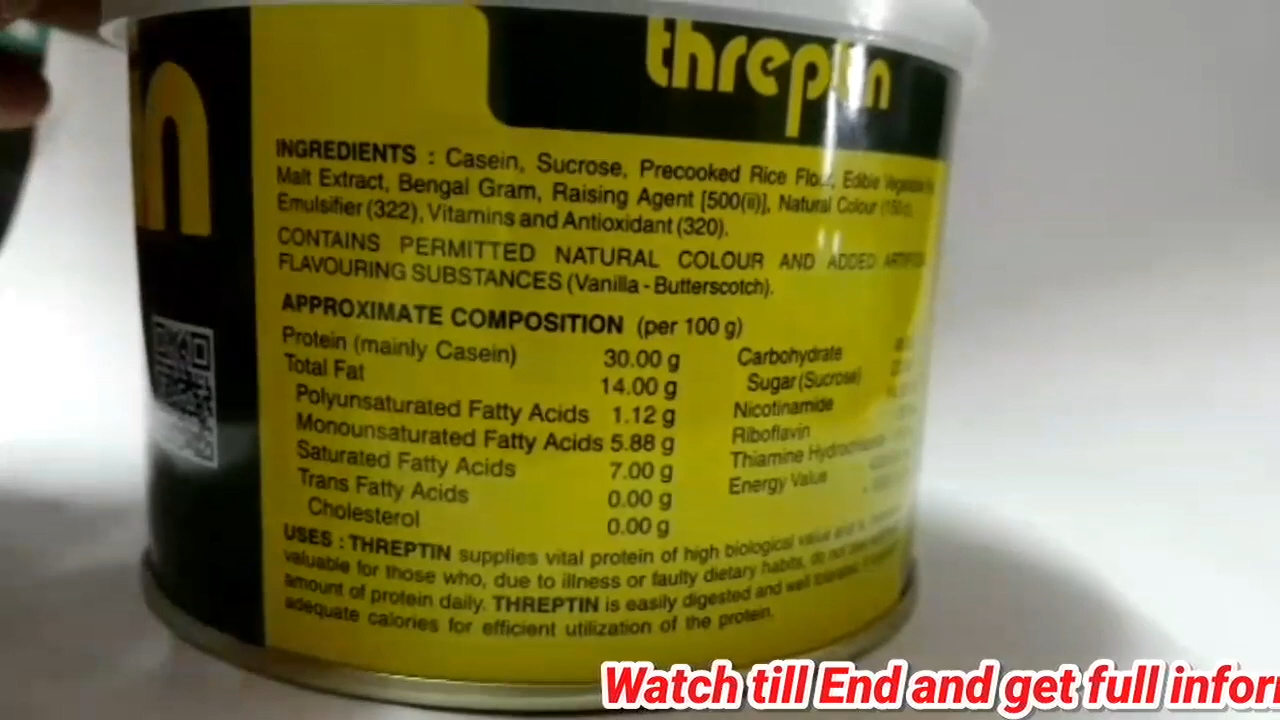 threptin
n
INGREDIENTS : Casein, Sucrose, Precooked Rice Flour, Edible Vegetable
Malt Extract, Bengal Gram, Raising Agent [500(ii)], Natural Colour
Emulsifier (322), Vitamins and Antioxidant (320).
CONTAINS PERMITTED NATURAL COLOUR AND ADDED
FLAVOURING SUBSTANCES (Vanilla - Butterscotch).
APPROXIMATE COMPOSITION (per 100 g)
Protein (mainly Casein) 30.00 g
Total Fat 14.00 g
Polyunsaturated Fatty Acids 1.12 g
Monounsaturated Fatty Acids 5.88 g
Saturated Fatty Acids 7.00 g
Trans Fatty Acids 0.00 g
Cholesterol 0.00 g
Carbohydrate
Sugar (Sucrose)
Nicotinamide
Riboflavin
Thiamine
Energy Value
USES : THREPTIN supplies vital protein of high biological value
valuable for those who, due to illness or faulty dietary habits, do not
amount of protein daily. THREPTIN is easily digested and well
adequate calories for efficient utilization of the protein.
Watch till End and get full infor